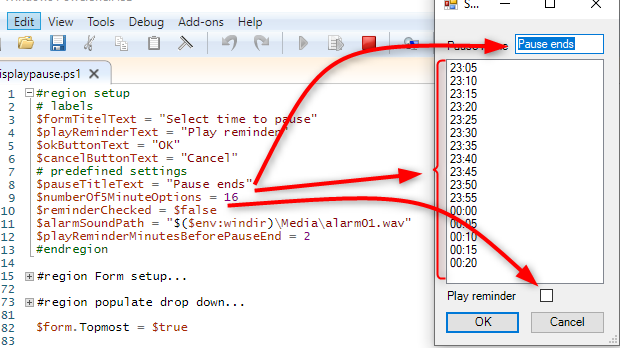 S...
Edit View Tools Debug Add-ons Help
Pause ends
isplaypause.ps1
1 #region setup
2 # labels
3 $formTitelText = "Select time to pause"
4 $playReminderText = "Play reminder"
5 $okButtonText = "OK"
6 $cancelButtonText = "Cancel"
7 # predefined settings
8 $pauseTitleText = "Pause ends"
9 $numberOf5MinuteOptions = 16
10 $reminderChecked = $false
11 $alarmSoundPath = "$($env:windir)\Media\alarm01.wav"
12 $playReminderMinutesBeforePauseEnd = 2
13 #endregion
14
15 #region Form setup...
72
73 #region populate drop down...
81
82 $form.Topmost = $true
23:05
23:10
23:15
23:20
23:25
23:30
23:35
23:40
23:45
23:50
23:55
00:00
00:05
00:10
00:15
00:20
Play reminder
OK Cancel